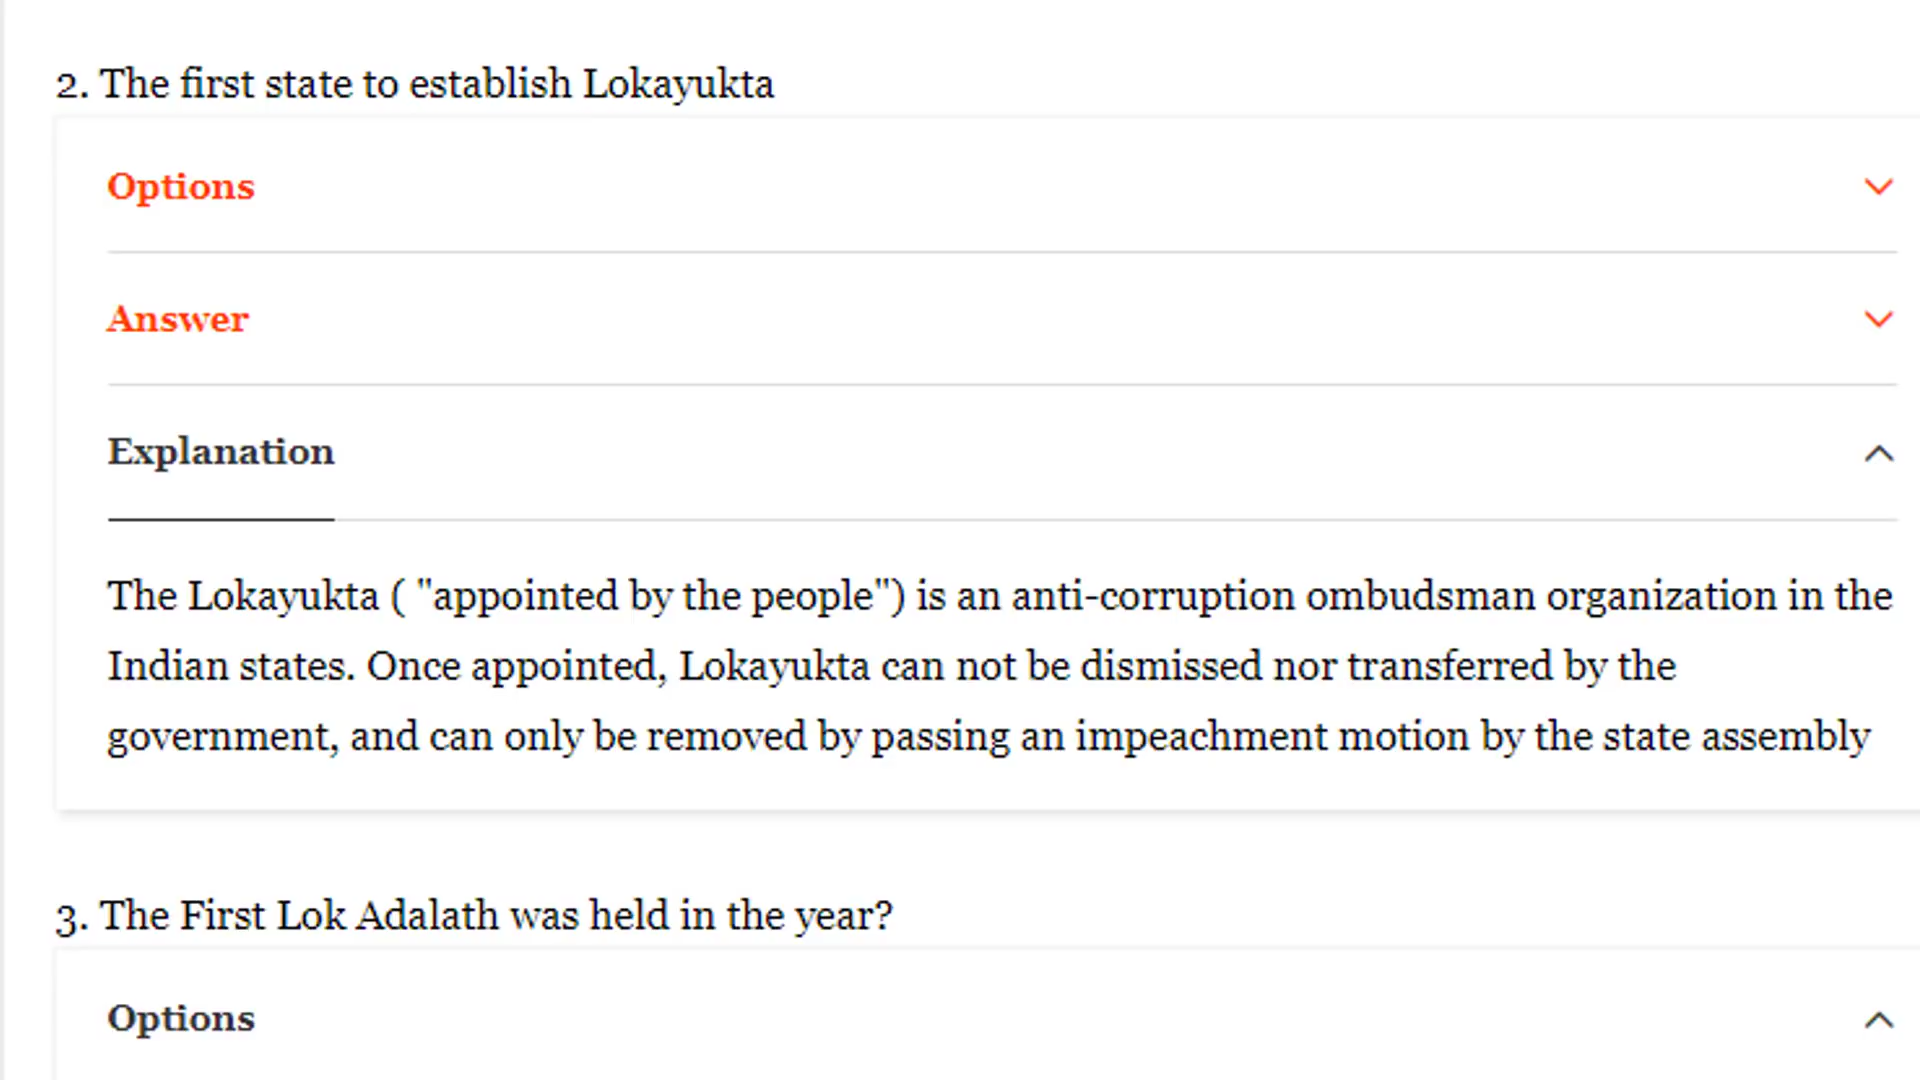 2. The first state to establish Lokayukta
Options
Answer
Explanation
The Lokayukta ( "appointed by the people") is an anti-corruption ombudsman organization in the
Indian states. Once appointed, Lokayukta can not be dismissed nor transferred by the
government, and can only be removed by passing an impeachment motion by the state assembly
3. The First Lok Adalath was held in the year?
Options